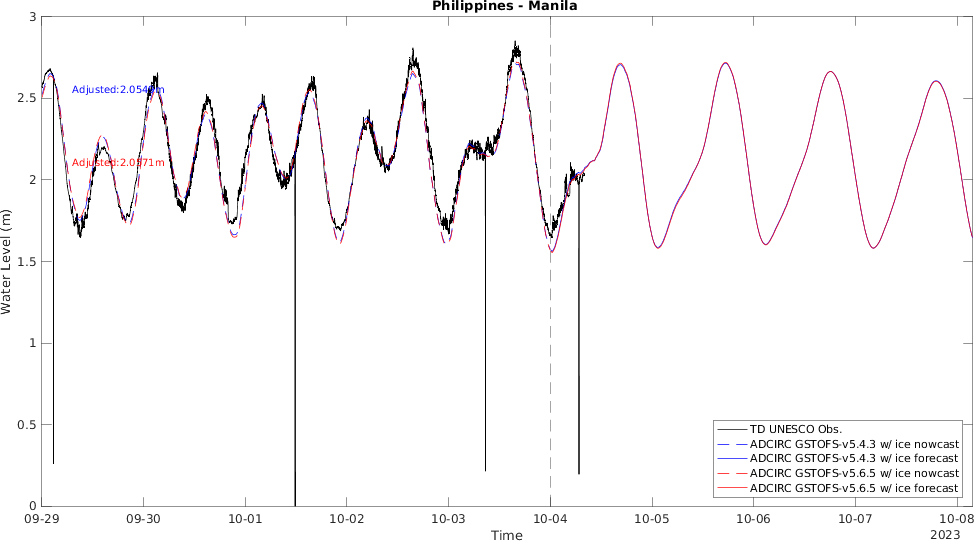 Philippines - Manila
3
2.5
2
1.5
1
0.5
0
Water Level (m)
Adjusted:2.0549m
Adjusted:2.0571m
TD UNESCO Obs.
ADCIRC GSTOFS-v5.4.3 w/ ice nowcast
ADCIRC GSTOFS-v5.4.3 w/ ice forecast
ADCIRC GSTOFS-v5.6.5 w/ ice nowcast
ADCIRC GSTOFS-v5.6.5 w/ ice forecast
09-29 09-30 10-01 10-02 10-03 10-04 10-05 10-06 10-07 10-08
Time
2023